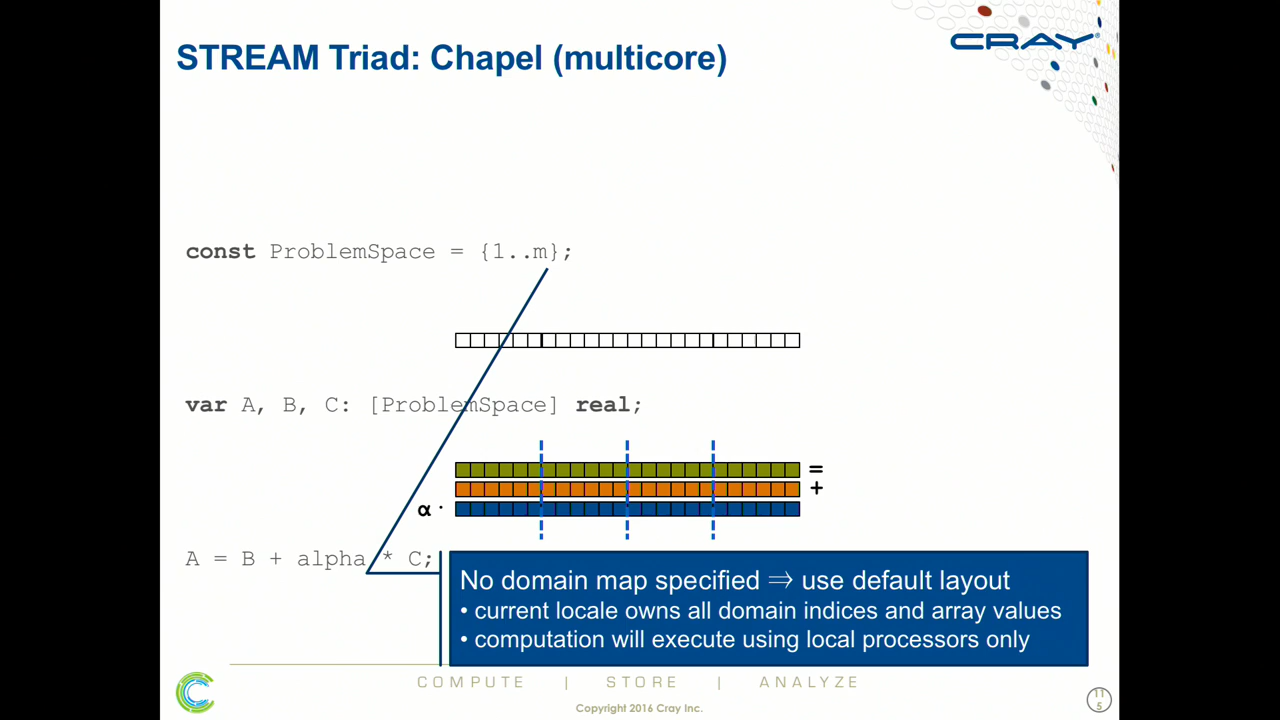 STREAM Triad: Chapel (multicore)
CRAY®
const ProblemSpace = {1..m};
var A, B, C: [ProblemSpace] real;
=
+
α ·
A = B + alpha * C;
No domain map specified ⇒ use default layout
• current locale owns all domain indices and array values
• computation will execute using local processors only
COMPUTE | STORE | ANALYZE
Copyright 2016 Cray Inc.
11
5